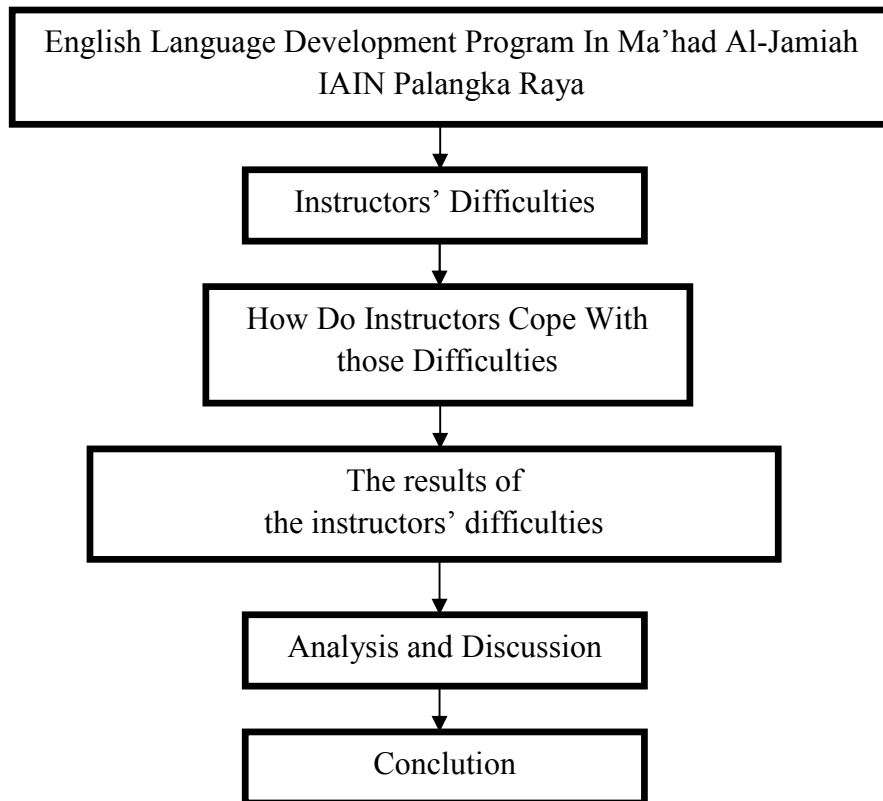 English Language Development Program In Ma’had Al-Jamiah
IAIN Palangka Raya
Instructors’ Difficulties
How Do Instructors Cope With
those Difficulties
The results of
the instructors’ difficulties
Analysis and Discussion
Conclution